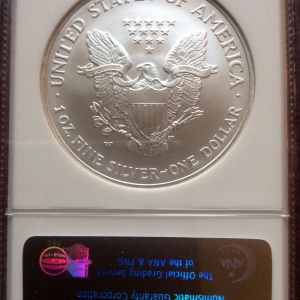 UNITED STATES OF AMERICA
1 OZ. FINE SILVER~ONE DOLLAR
Numismatic Guaranty Corporation
The Official Grading Service
of the ANA & PNG